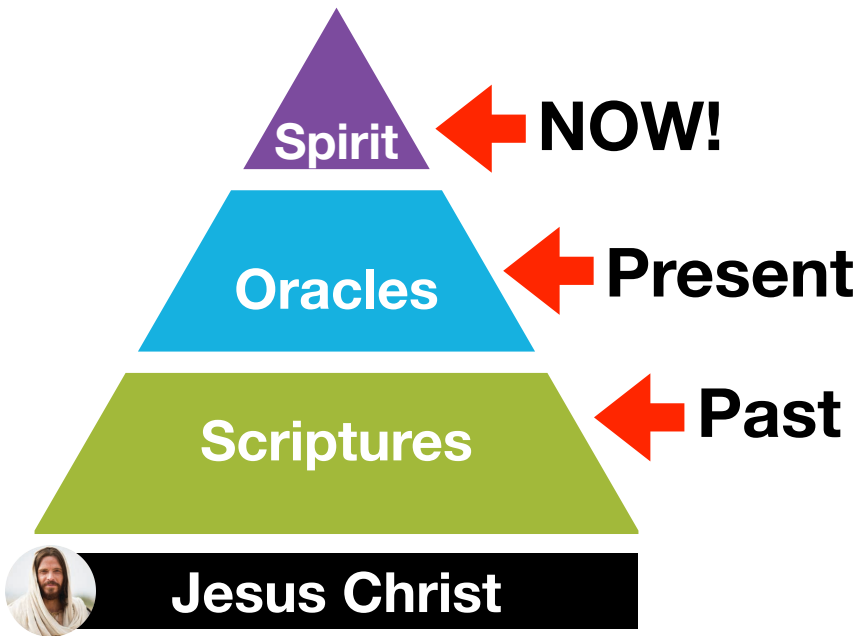 Spirit
NOW!
Oracles
Present
Scriptures
Past
Jesus Christ